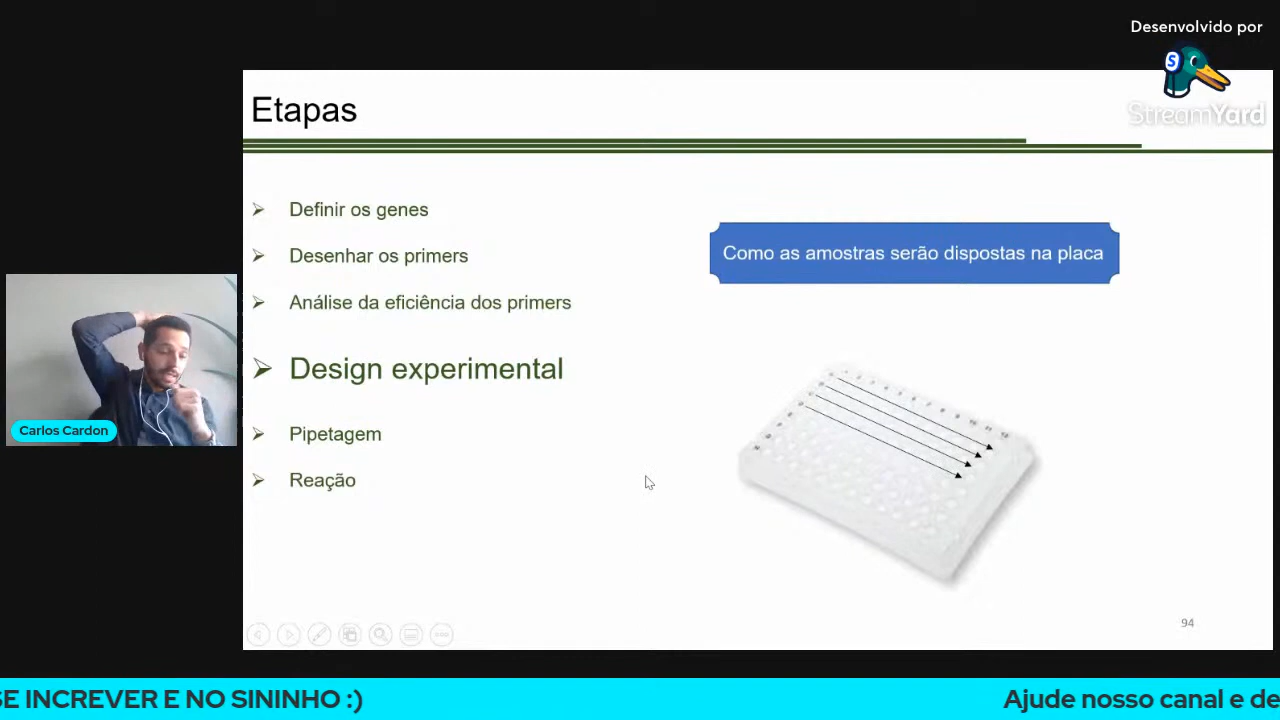 Desenvolvido por
StreamYard
Etapas
Definir os genes
Desenhar os primers
Análise da eficiência dos primers
Design experimental
Pipetagem
Reação
Como as amostras serão dispostas na placa
Carlos Cardon
94
SE INCREVER E NO SININHO :)
Ajude nosso canal e de